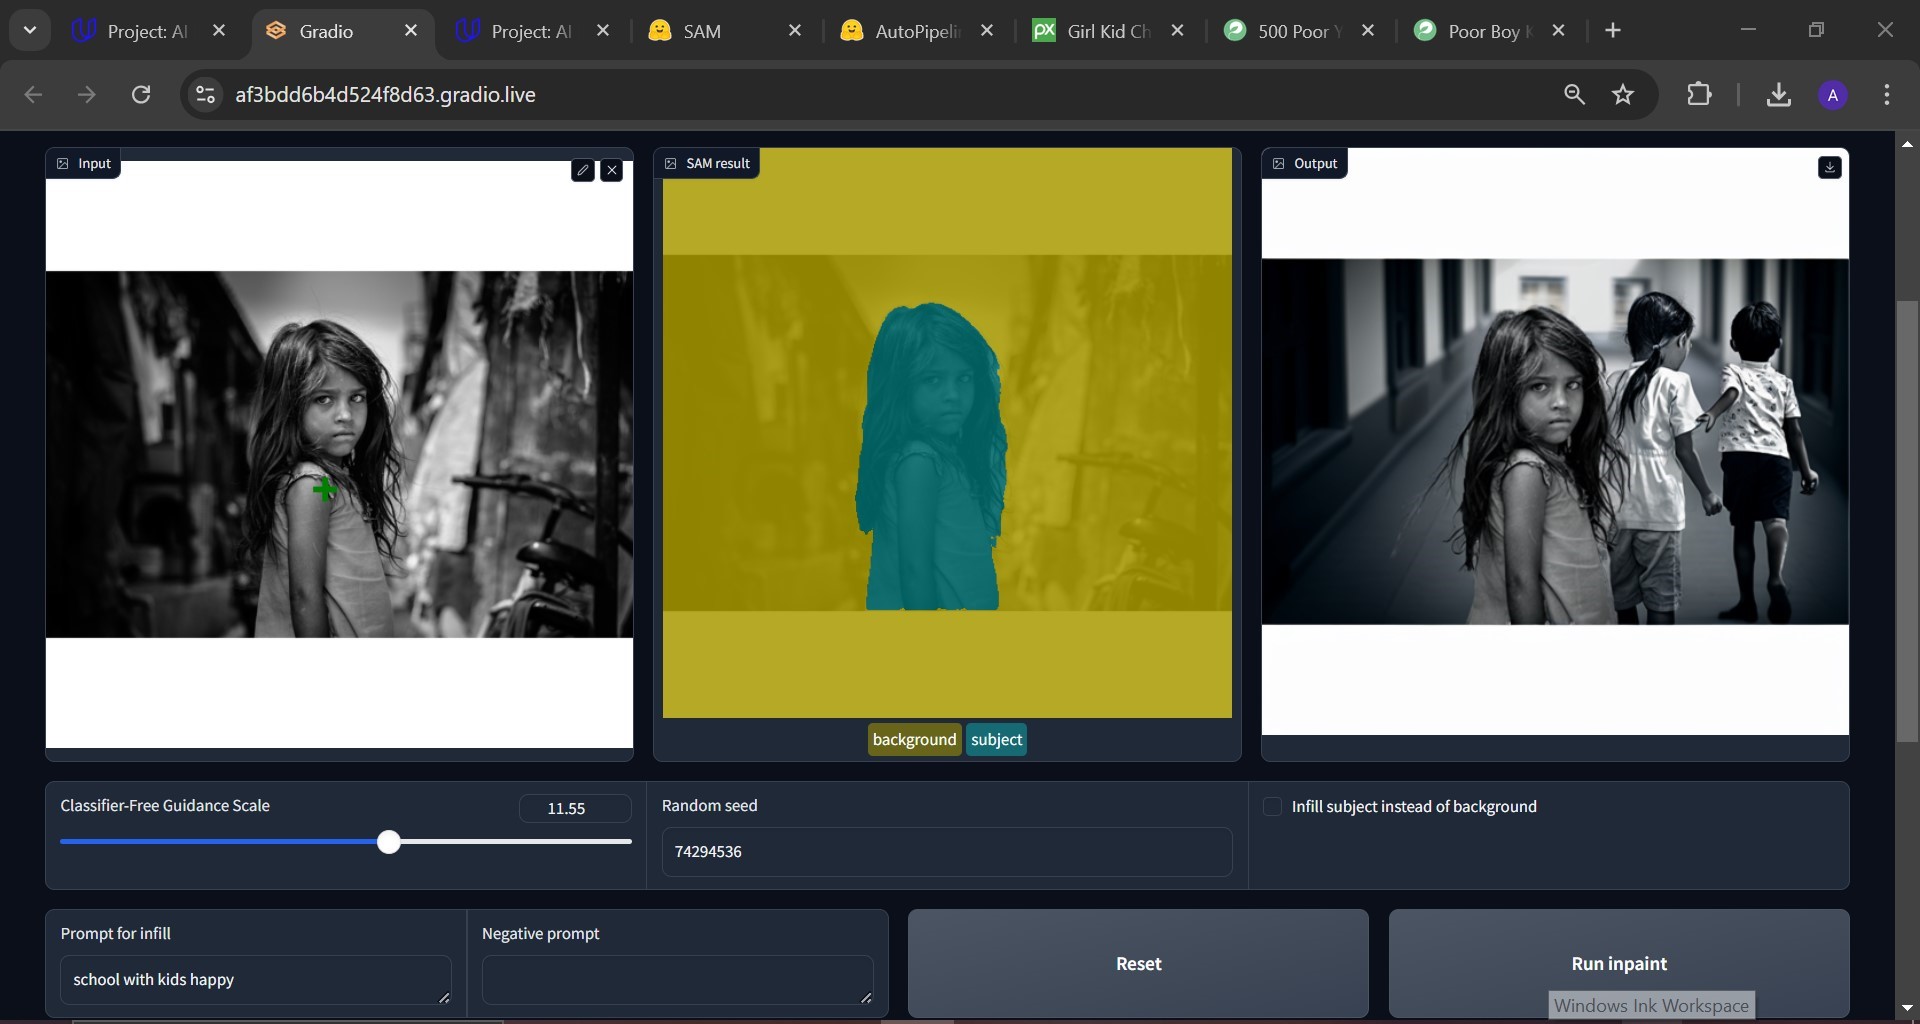 Project: AI
Gradio
Project: AI
SAM
AutoPipeli
Girl Kid Ch
500 Poor Y
Poor Boy K
af3bdd6b4d524f8d63.gradio.live
A
Input
SAM result
Output
background subject
Classifier-Free Guidance Scale
11.55
Random seed
74294536
Infill subject instead of background
Prompt for infill
school with kids happy
Negative prompt
Reset
Run inpaint
Windows Ink Workspace